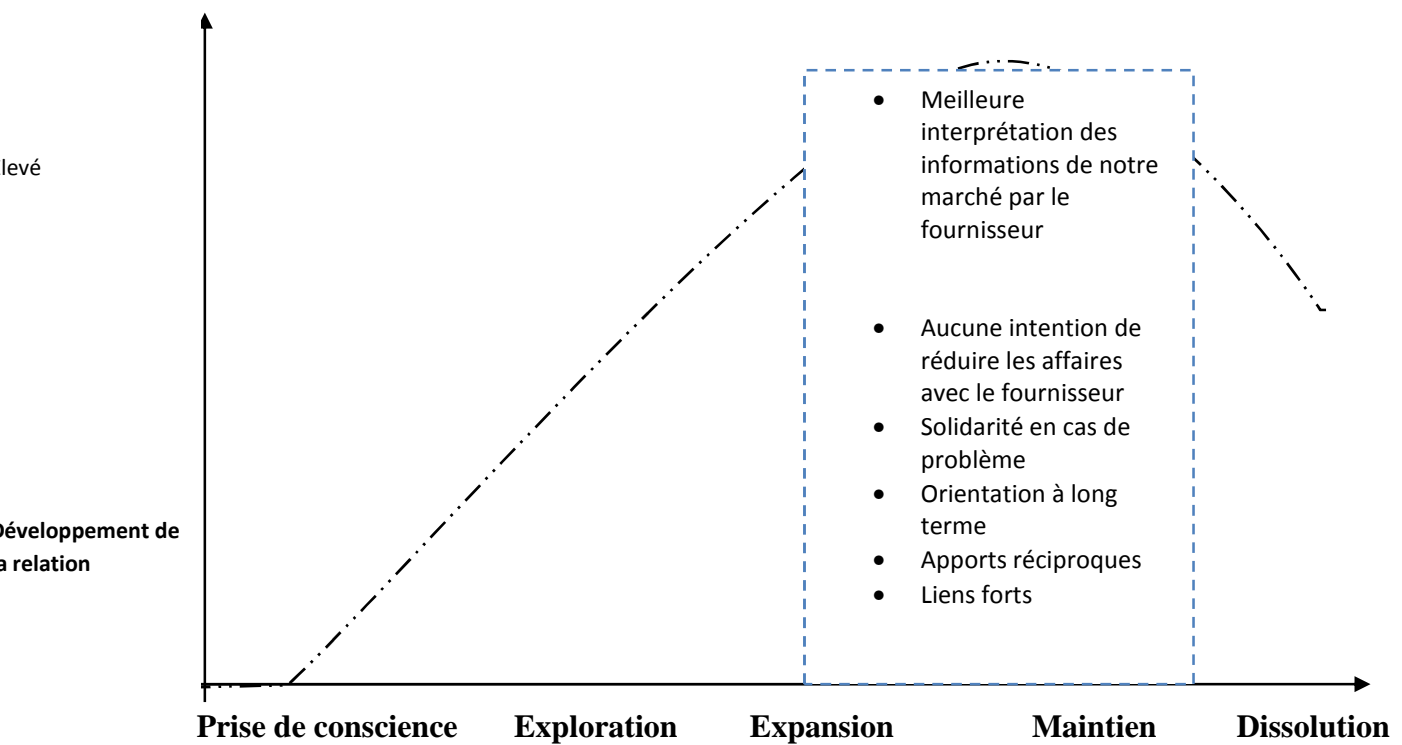 • Meilleure
interprétation des
informations de notre
marché par le
fournisseur
levé
• Aucune intention de
réduire les affaires
avec le fournisseur
• Solidarité en cas de
problème
• Orientation à long
terme
• Apports réciproques
• Liens forts
Développement de
a relation
Prise de conscience Exploration Expansion Maintien Dissolution